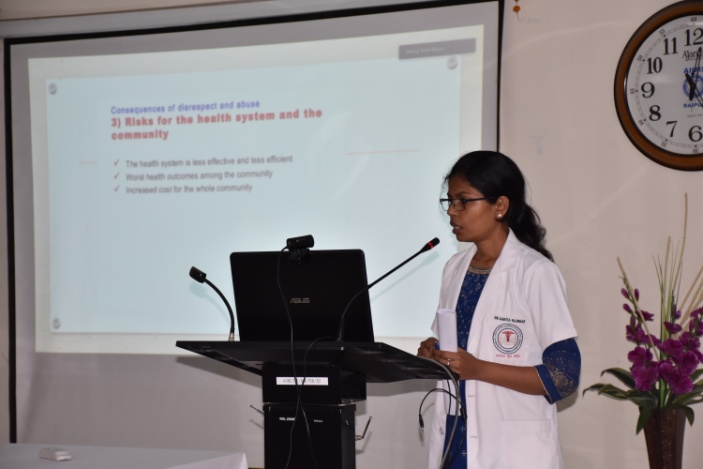 Consequences of disrespect and abuse
3) Risks for the health system and the
community
The health system is less effective and less efficient
Worst health outcomes among the community
Increased cost for the whole community
ASUS
12
11
10
9
8
7
6
5
Ajanta